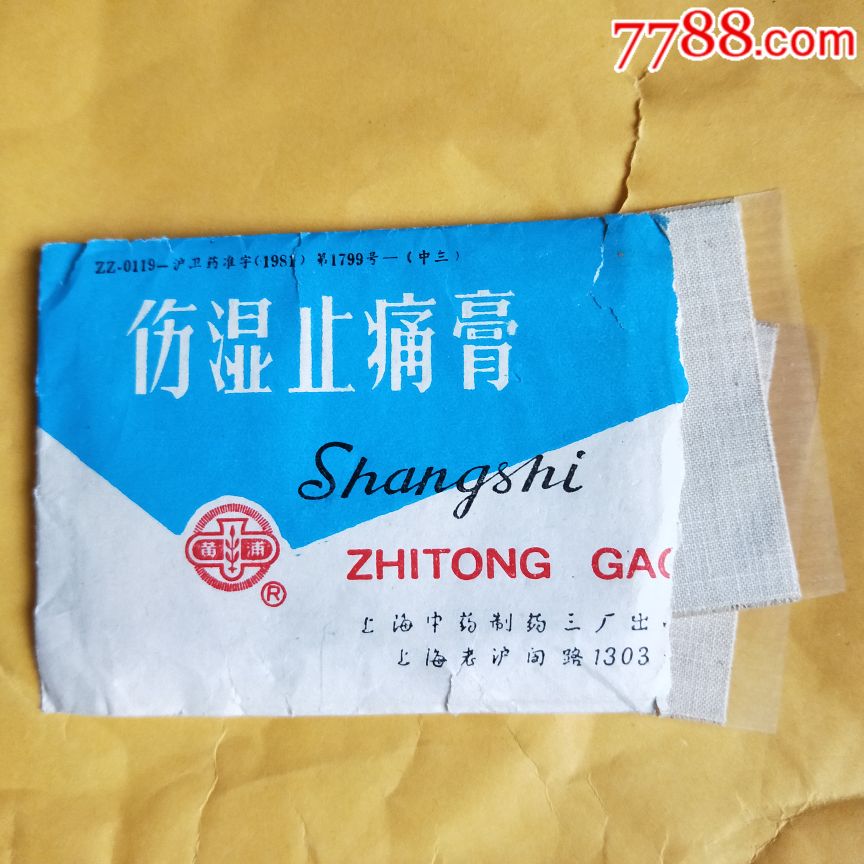 7788.com
ZZ-0119-沪卫药准字(1981)第1799号-(中三)
伤湿止痛膏
Shangshi
黄浦
®
ZHITONG GAO
上海中药制药三厂出
上海老沪闵路1303